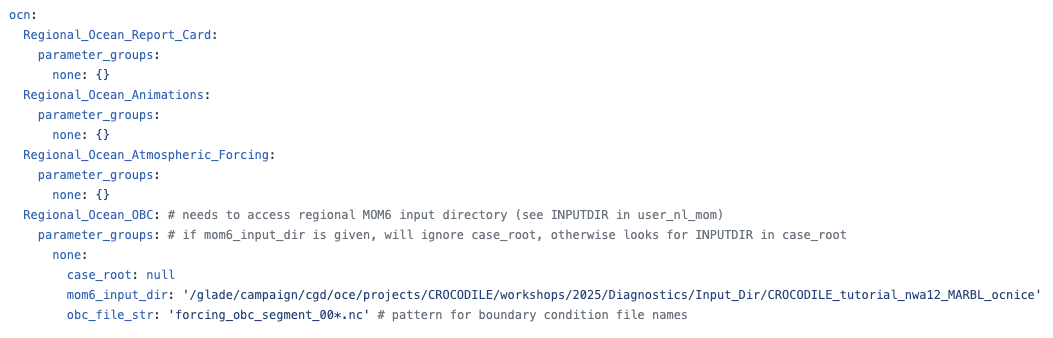 ocn:
  Regional_Ocean_Report_Card:
    parameter_groups:
      none: {}
  Regional_Ocean_Animations:
    parameter_groups:
      none: {}
  Regional_Ocean_Atmospheric_Forcing:
    parameter_groups:
      none: {}
  Regional_Ocean_OBC: # needs to access regional MOM6 input directory (see INPUTDIR in user_nl_mom)
    parameter_groups: # if mom6_input_dir is given, will ignore case_root, otherwise looks for INPUTDIR in case_root
      none:
        case_root: null
        mom6_input_dir: '/glade/campaign/cgd/oce/projects/CROCODILE/workshops/2025/Diagnostics/Input_Dir/CROCODILE_tutorial_nwa12_MARBL_ocnice'
        obc_file_str: 'forcing_obc_segment_00*.nc' # pattern for boundary condition file names